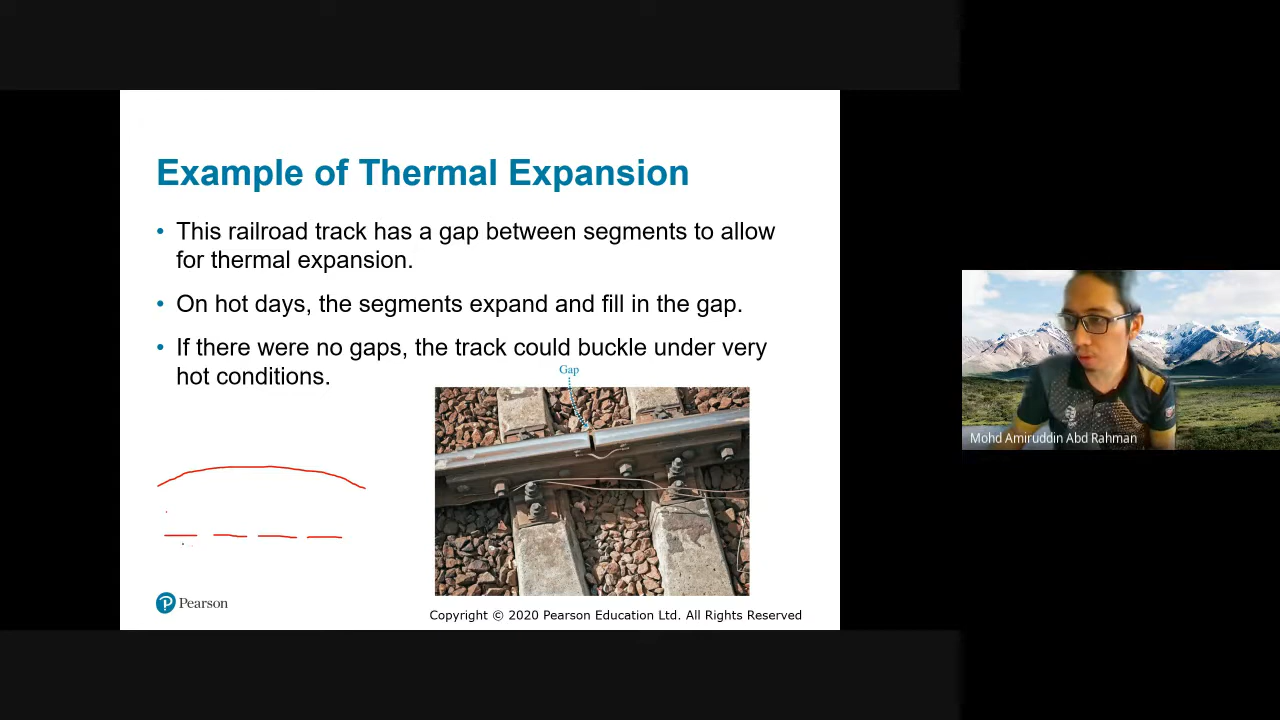 Example of Thermal Expansion
• This railroad track has a gap between segments to allow
for thermal expansion.
• On hot days, the segments expand and fill in the gap.
• If there were no gaps, the track could buckle under very
hot conditions.
Gap
P Pearson
Copyright © 2020 Pearson Education Ltd. All Rights Reserved
Mohd Amiruddin Abd Rahman